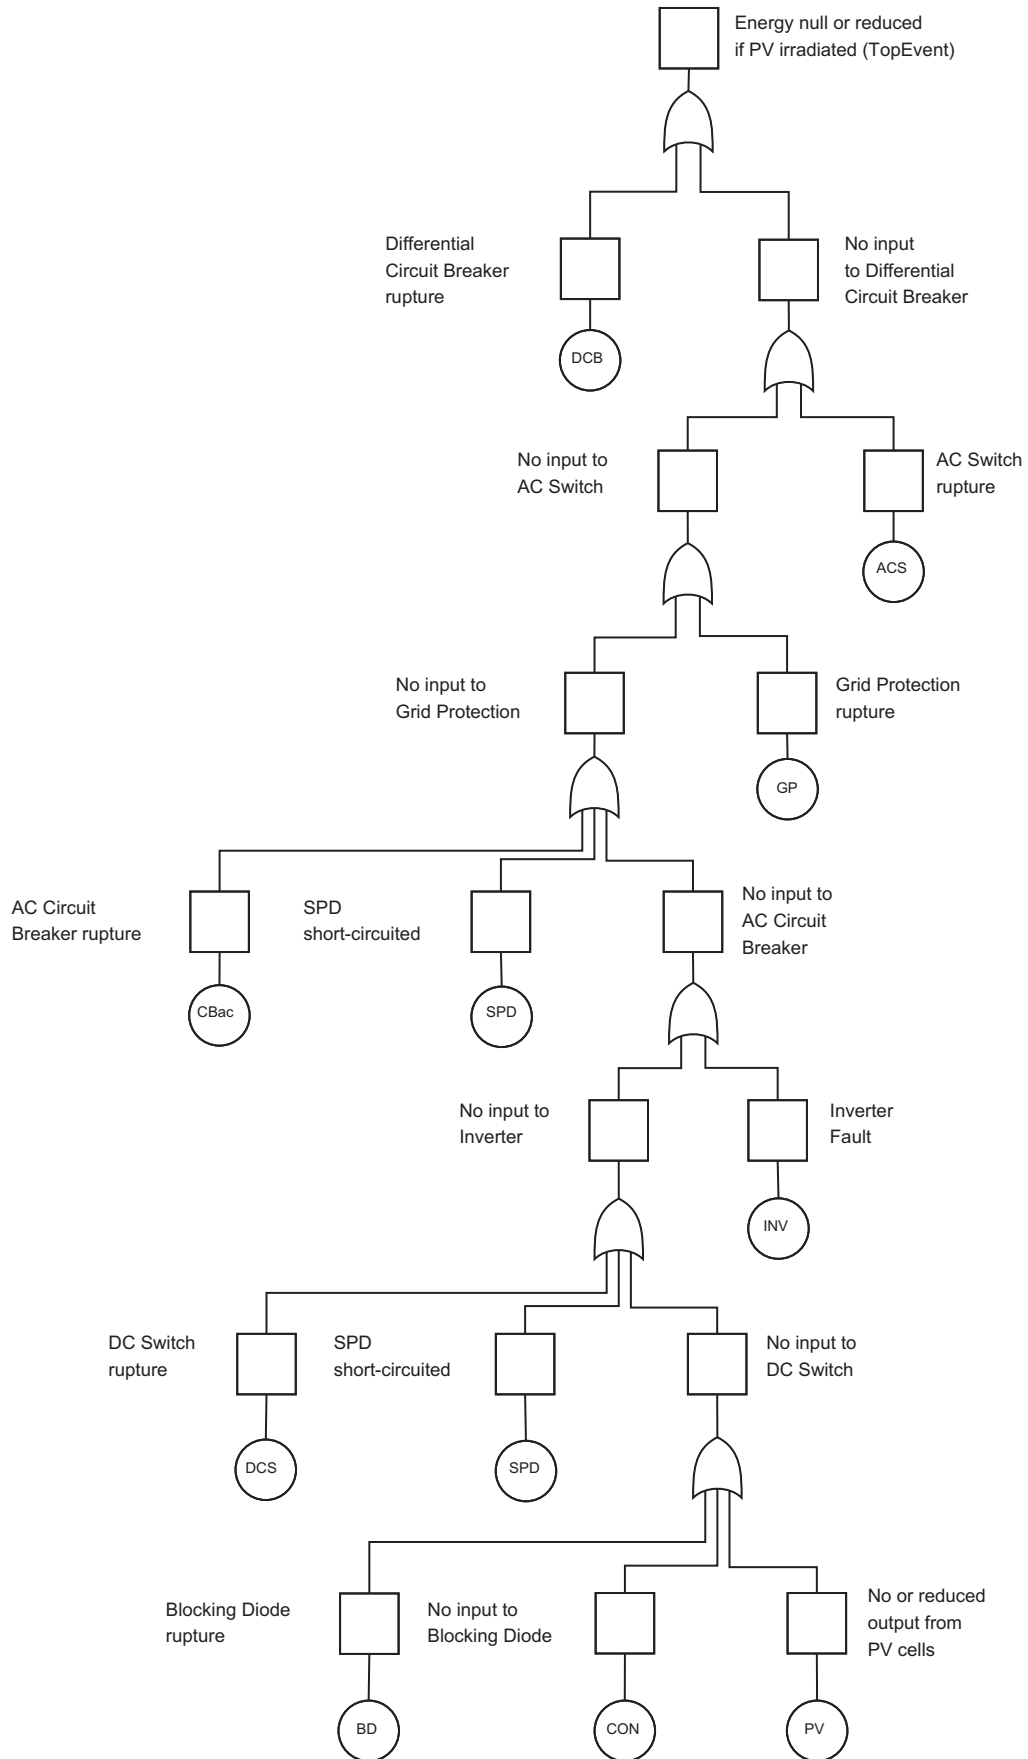 Energy null or reduced
if PV irradiated (TopEvent)
Differential
Circuit Breaker
rupture
No input
to Differential
Circuit Breaker
DCB
No input to
AC Switch
AC Switch
rupture
ACS
No input to
Grid Protection
Grid Protection
rupture
GP
AC Circuit
Breaker rupture
SPD
short-circuited
No input to
AC Circuit
Breaker
CBac
SPD
No input to
Inverter
Inverter
Fault
INV
DC Switch
rupture
SPD
short-circuited
No input to
DC Switch
DCS
SPD
Blocking Diode
rupture
No input to
Blocking Diode
No or reduced
output from
PV cells
BD
CON
PV